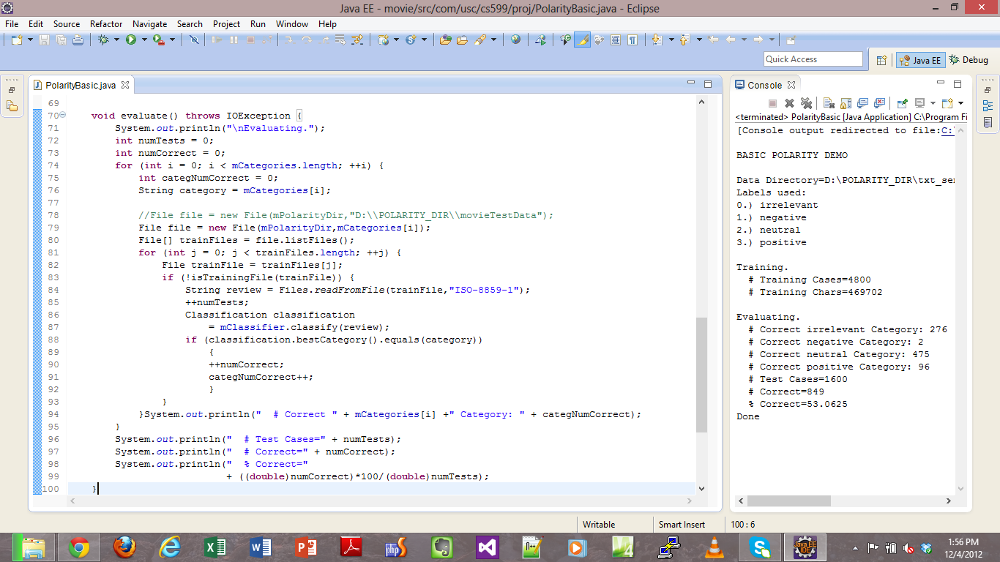 Java EE - movie/src/com/usc/cs599/proj/PolarityBasic.java - Eclipse
File Edit Source Refactor Navigate Search Project Run Window Help
Quick Access
Java EE
Debug
PolarityBasic.java
69
70 void evaluate() throws IOException {
71 System.out.println("\nEvaluating.");
72 int numTests = 0;
73 int numCorrect = 0;
74 for (int i = 0; i < mCategories.length; ++i) {
75 int categNumCorrect = 0;
76 String category = mCategories[i];
77
78 //File file = new File(mPolarityDir,"D:\\POLARITY_DIR\\movieTestData");
79 File file = new File(mPolarityDir,mCategories[i]);
80 File[] trainFiles = file.listFiles();
81 for (int j = 0; j < trainFiles.length; ++j) {
82 File trainFile = trainFiles[j];
83 if (!isTrainingFile(trainFile)) {
84 String review = Files.readFromFile(trainFile,"ISO-8859-1");
85 ++numTests;
86 Classification classification
87 = mClassifier.classify(review);
88 if (classification.bestCategory().equals(category))
89 {
90 ++numCorrect;
91 categNumCorrect++;
92 }
93 }
94 }System.out.println("  # Correct " + mCategories[i] +" Category: " + categNumCorrect);
95 }
96 System.out.println("  # Test Cases=" + numTests);
97 System.out.println("  # Correct=" + numCorrect);
98 System.out.println("  % Correct="
99 + ((double)numCorrect)*100/(double)numTests);
100 }
Console
<terminated> PolarityBasic [Java Application] C:\Program Fi
[Console output redirected to file:C:\
BASIC POLARITY DEMO
Data Directory=D:\POLARITY_DIR\txt_sen
Labels used:
0.) irrelevant
1.) negative
2.) neutral
3.) positive
Training.
# Training Cases=4800
# Training Chars=469702
Evaluating.
# Correct irrelevant Category: 276
# Correct negative Category: 2
# Correct neutral Category: 475
# Correct positive Category: 96
# Test Cases=1600
# Correct=849
% Correct=53.0625
Done
Writable
Smart Insert
100 : 6
php
Java EE
IDE
1:56 PM
12/4/2012